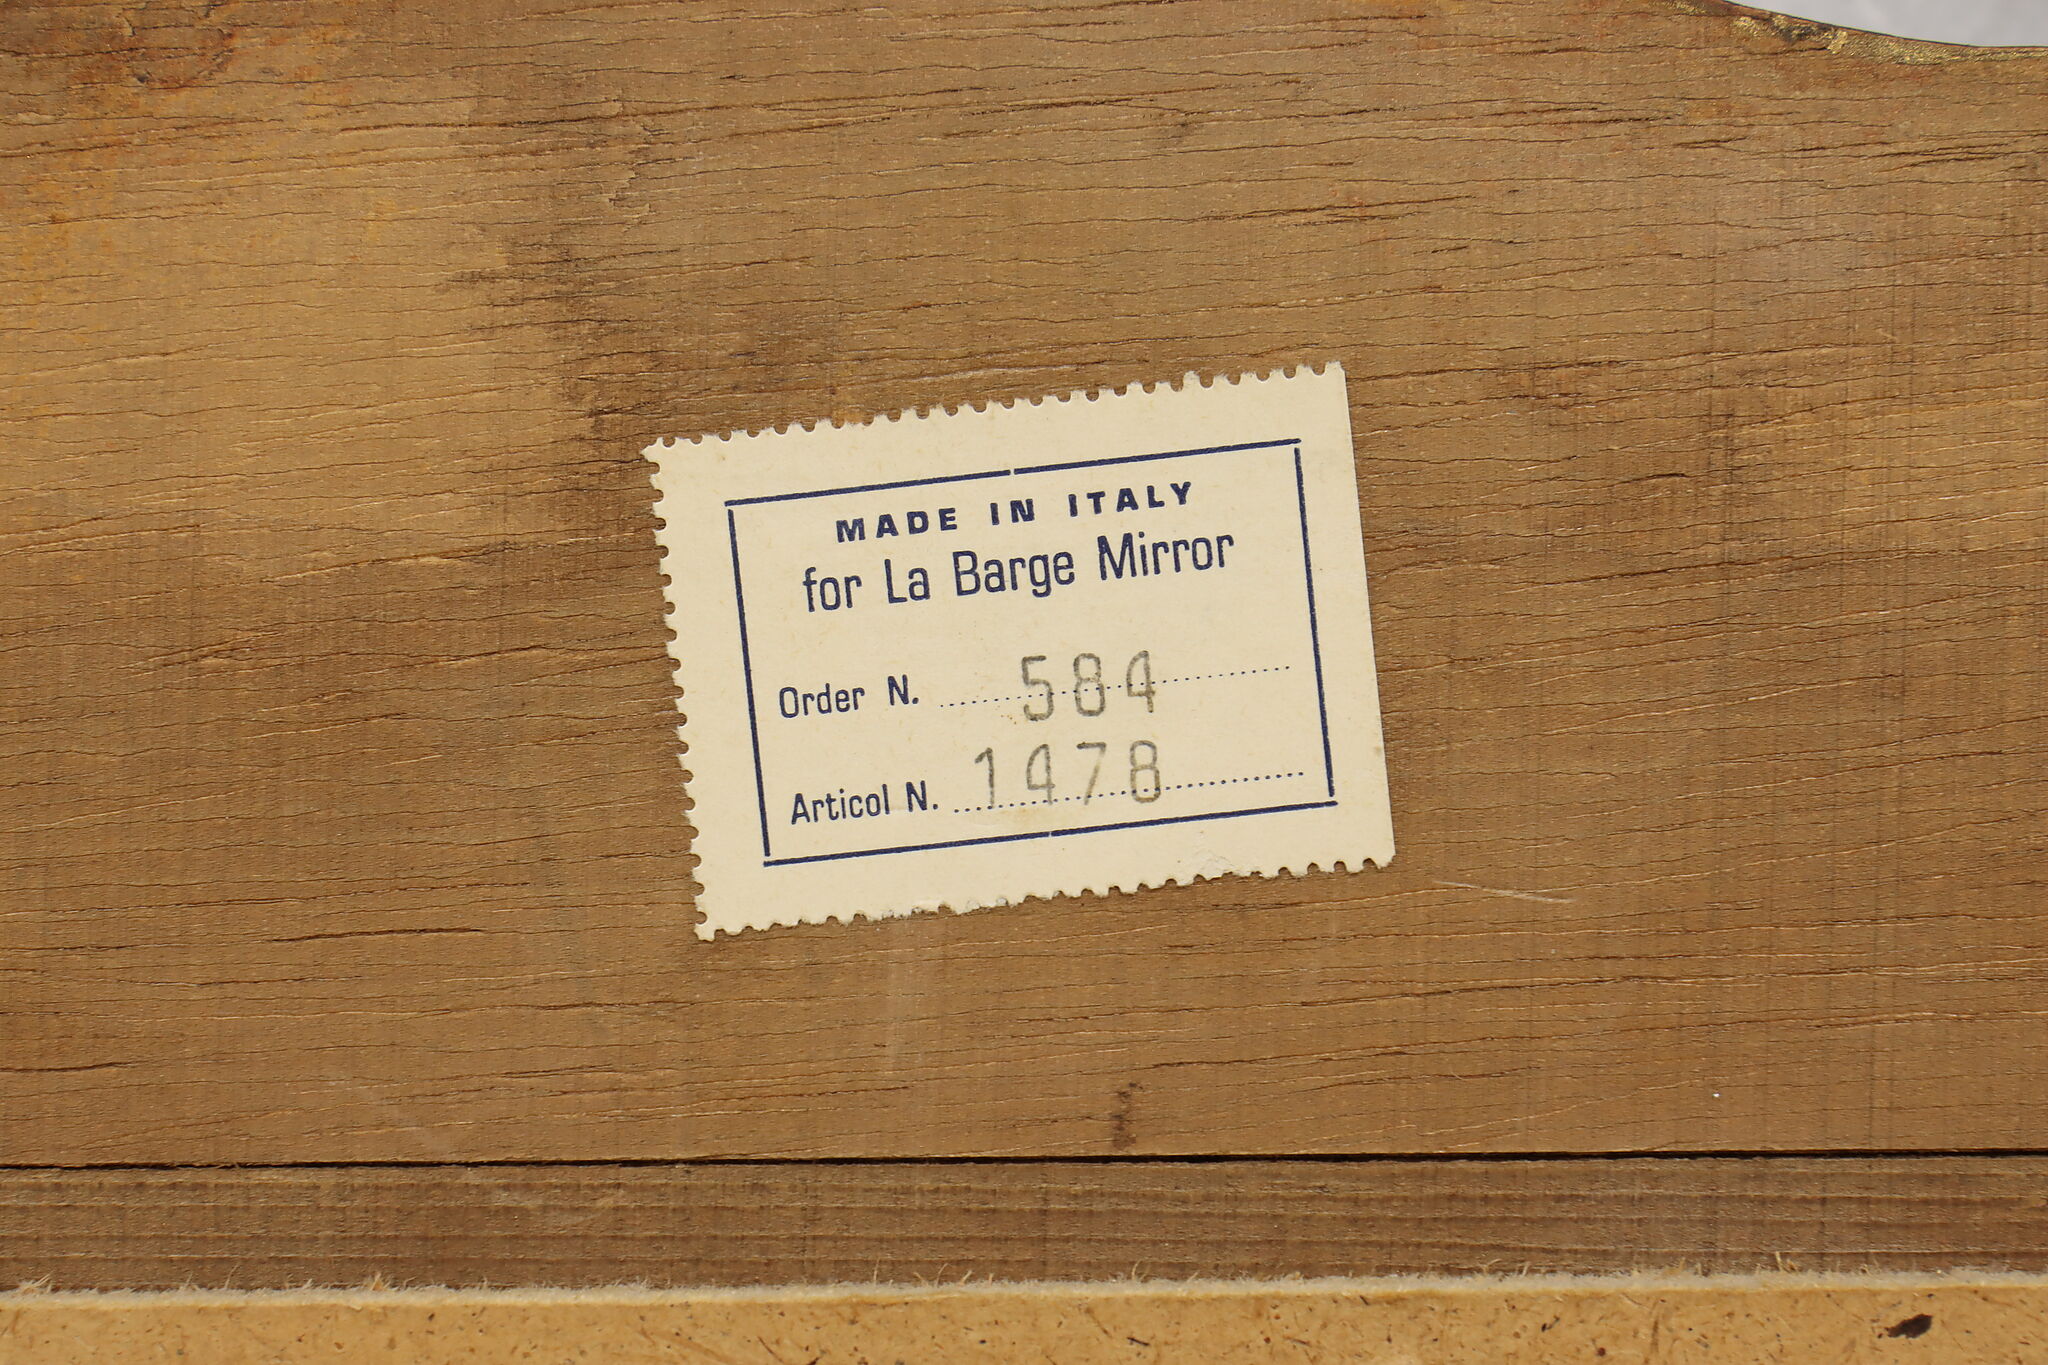 MADE IN ITALY
for La Barge Mirror
Order N. ..... 584
Articol N. ..... 1478